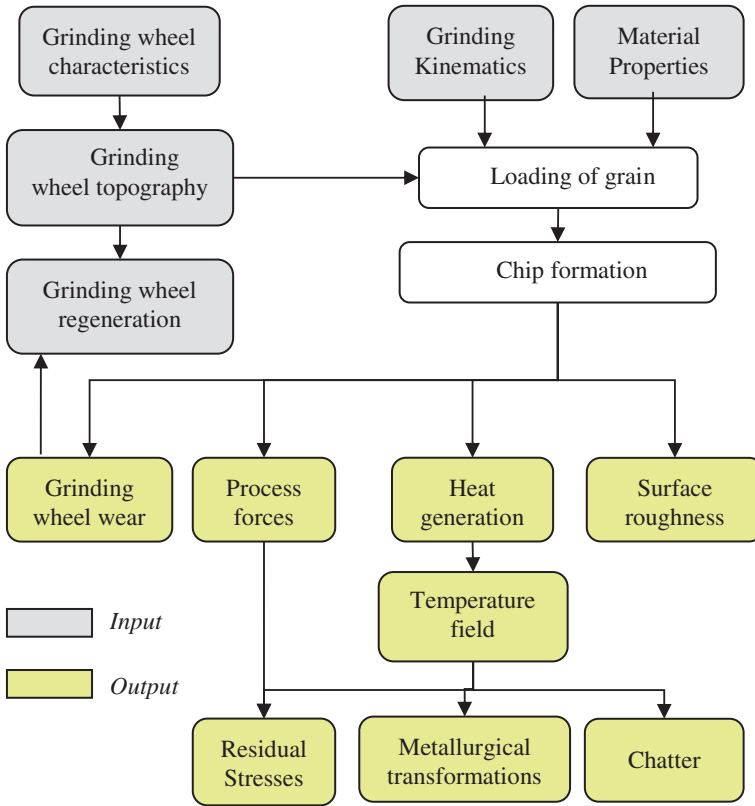 Grinding wheel
characteristics
Grinding
Kinematics
Material
Properties
Grinding
wheel topography
Loading of grain
Chip formation
Grinding wheel
regeneration
Grinding
wheel wear
Process
forces
Heat
generation
Surface
roughness
Temperature
field
Input
Output
Residual
Stresses
Metallurgical
transformations
Chatter